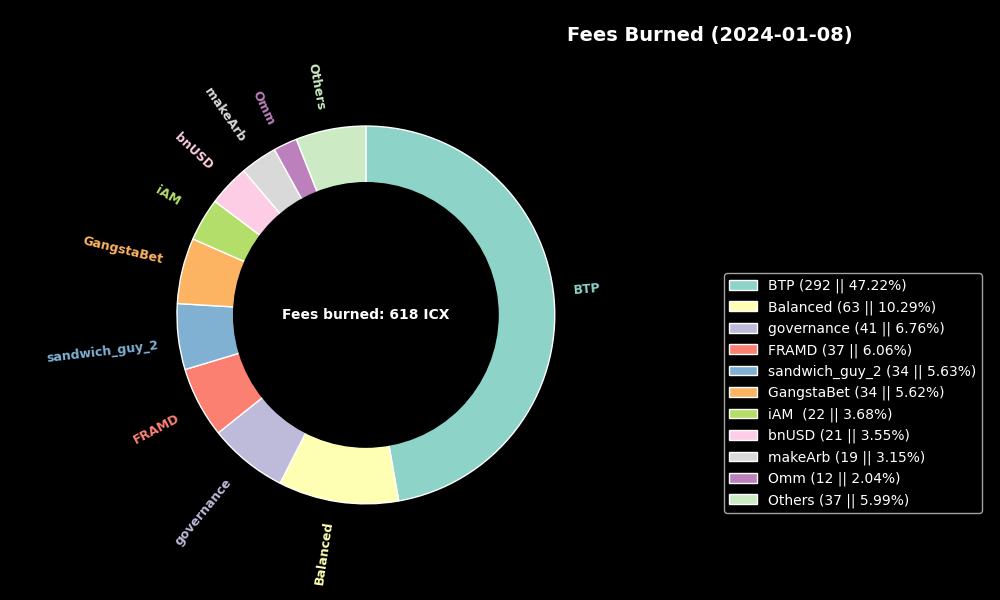 Fees Burned (2024-01-08)
Others
Omm
makeArb
bnUSD
iAM
GangstaBet
sandwich_guy_2
FRAMD
governance
Balanced
BTP
Fees burned: 618 ICX
BTP (292 || 47.22%)
Balanced (63 || 10.29%)
governance (41 || 6.76%)
FRAMD (37 || 6.06%)
sandwich_guy_2 (34 || 5.63%)
GangstaBet (34 || 5.62%)
iAM  (22 || 3.68%)
bnUSD (21 || 3.55%)
makeArb (19 || 3.15%)
Omm (12 || 2.04%)
Others (37 || 5.99%)